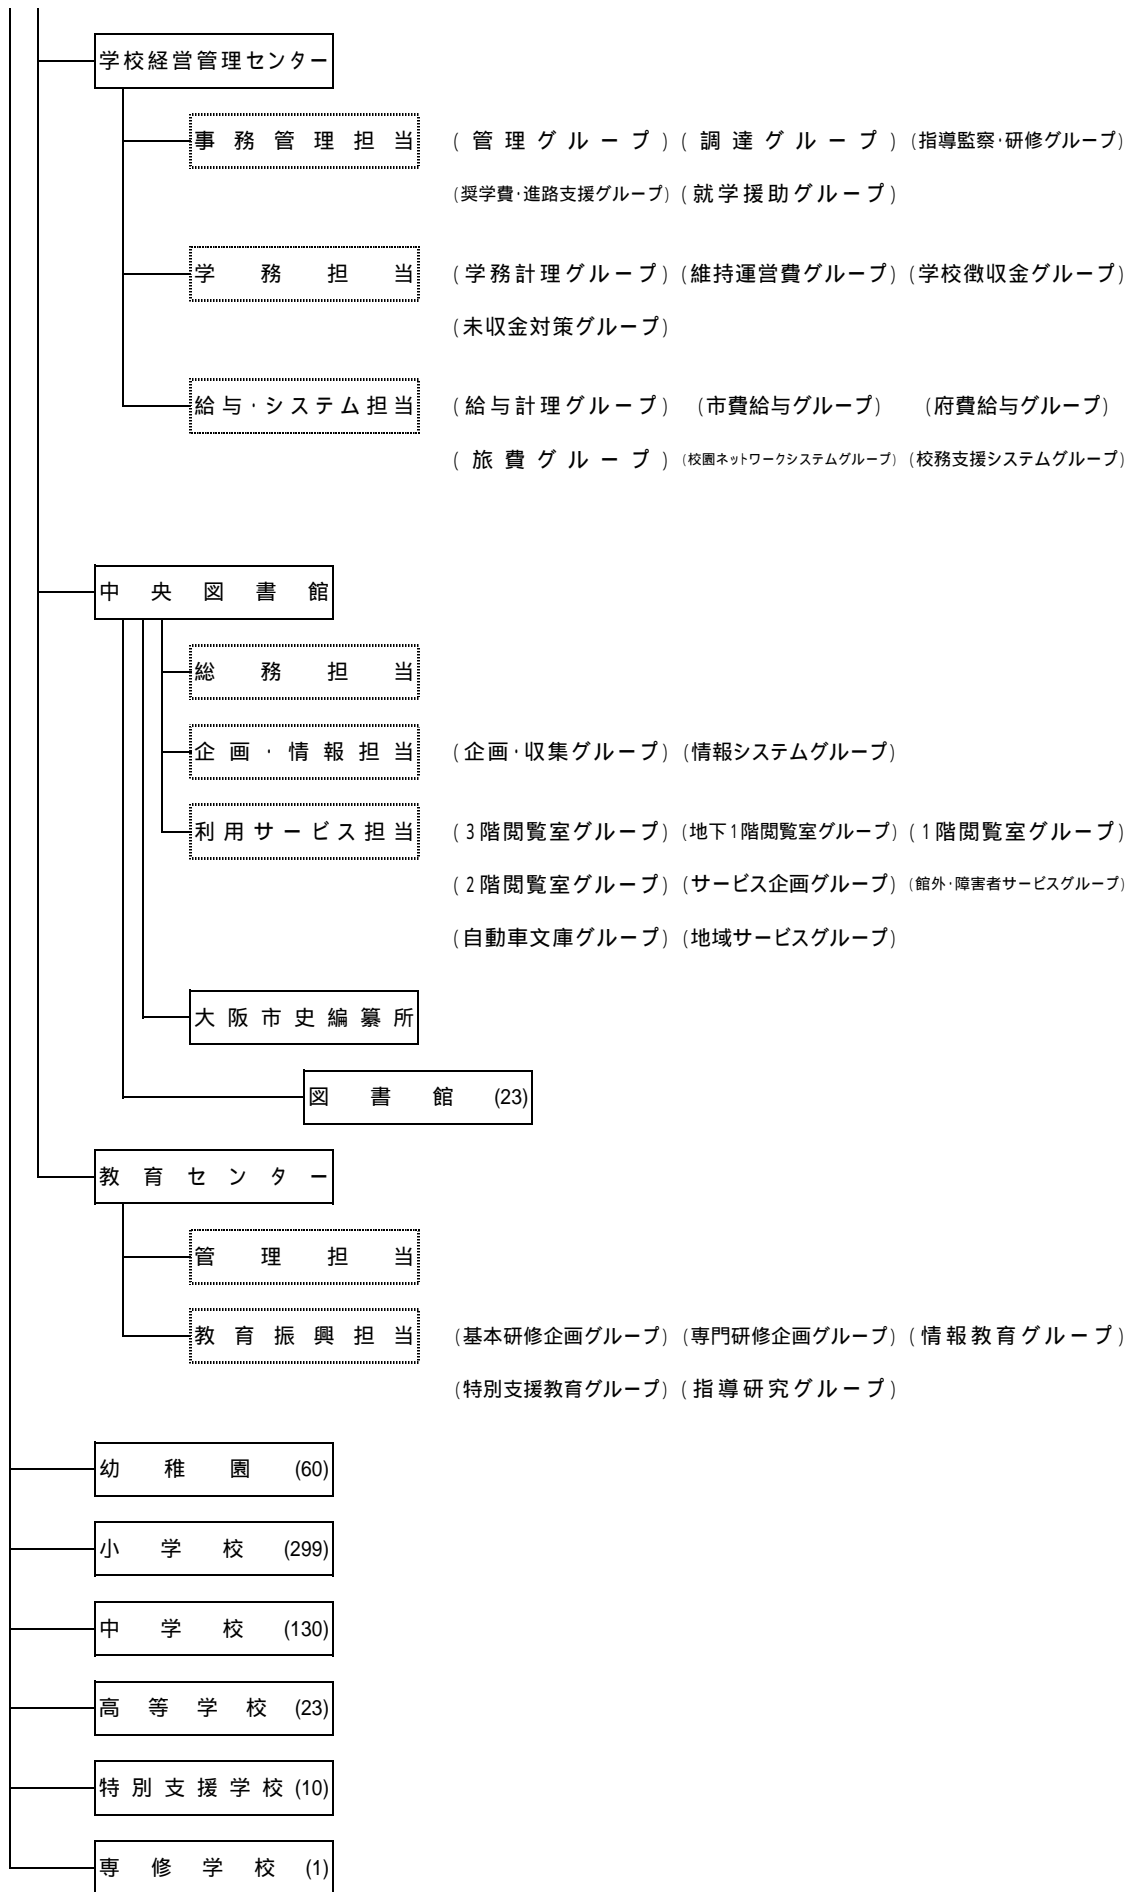 学校経営管理センター
事務管理担当 (管理グループ) (調達グループ) (指導監察・研修グループ)
(奨学費・進路支援グループ) (就学援助グループ)
学務担当 (学務計理グループ) (維持運営費グループ) (学校徴収金グループ)
(未収金対策グループ)
給与・システム担当 (給与計理グループ) (市費給与グループ) (府費給与グループ)
(旅費グループ) (校園ネットワークシステムグループ) (校務支援システムグループ)
中央図書館
総務担当
企画・情報担当 (企画・収集グループ) (情報システムグループ)
利用サービス担当 (3階閲覧室グループ) (地下1階閲覧室グループ) (1階閲覧室グループ)
(2階閲覧室グループ) (サービス企画グループ) (館外・障害者サービスグループ)
(自動車文庫グループ) (地域サービスグループ)
大阪市史編纂所
図書館 (23)
教育センター
管理担当
教育振興担当 (基本研修企画グループ) (専門研修企画グループ) (情報教育グループ)
(特別支援教育グループ) (指導研究グループ)
幼稚園 (60)
小学校 (299)
中学校 (130)
高等学校 (23)
特別支援学校 (10)
専修学校 (1)